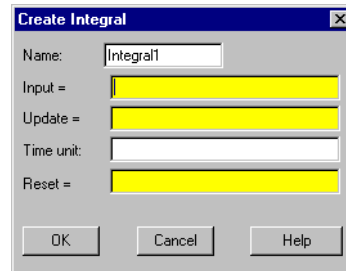 Create Integral
Name: Integral1
Input =
Update =
Time unit:
Reset =
OK Cancel Help